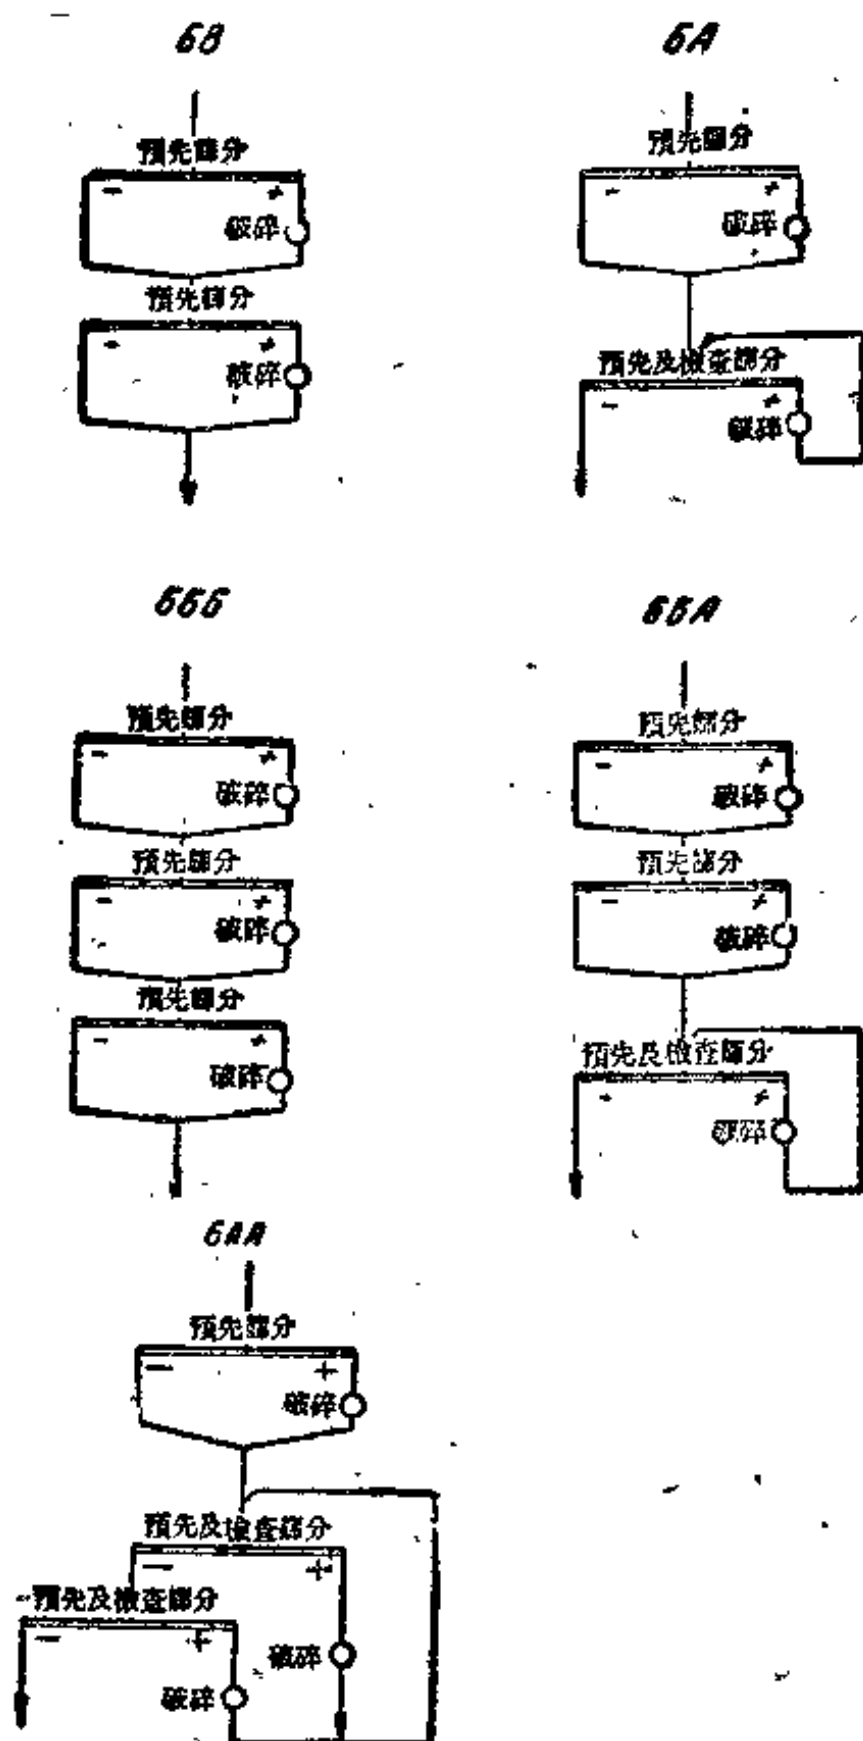 ББ
預先篩分
− +
破碎
預先篩分
− +
破碎
БА
預先篩分
− +
破碎
預先及檢查篩分
− +
破碎
БББ
預先篩分
− +
破碎
預先篩分
− +
破碎
預先篩分
− +
破碎
ББА
預先篩分
− +
破碎
預先篩分
− +
破碎
預先及檢查篩分
+
破碎
БАА
預先篩分
− +
破碎
預先及檢查篩分
− +
破碎
預先及檢查篩分
− +
破碎